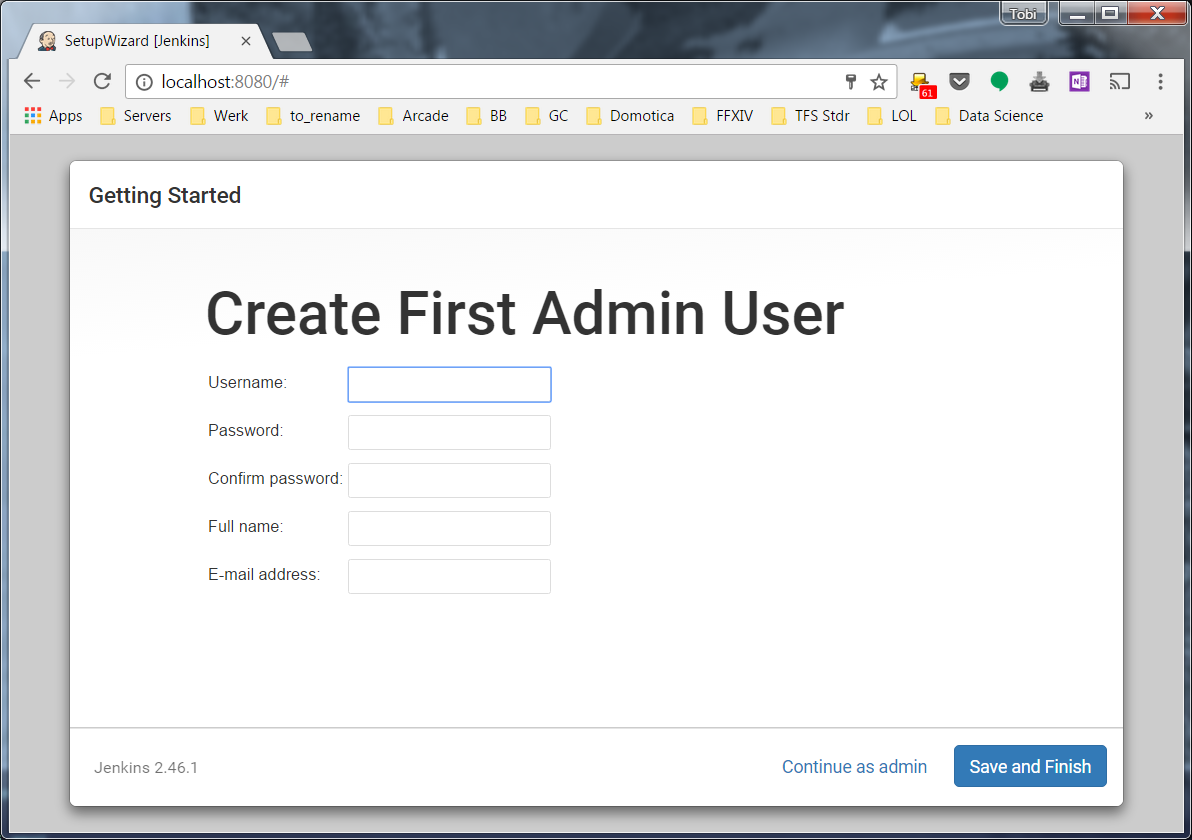 Tobi
SetupWizard [Jenkins]
localhost:8080/#
61
N
Apps Servers Werk to_rename Arcade BB GC Domotica FFXIV TFS Stdr LOL Data Science »
Getting Started
Create First Admin User
Username:
Password:
Confirm password:
Full name:
E-mail address:
Jenkins 2.46.1 Continue as admin Save and Finish